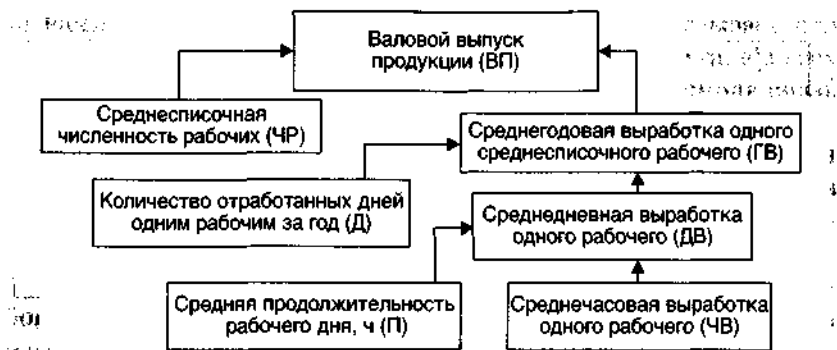 Валовой выпуск
продукции (ВП)
Среднесписочная
численность рабочих (ЧР)
Среднегодовая выработка одного
среднесписочного рабочего (ГВ)
Количество отработанных дней
одним рабочим за год (Д)
Среднедневная выработка
одного рабочего (ДВ)
Средняя продолжительность
рабочего дня, ч (П)
Среднечасовая выработка
одного рабочего (ЧВ)